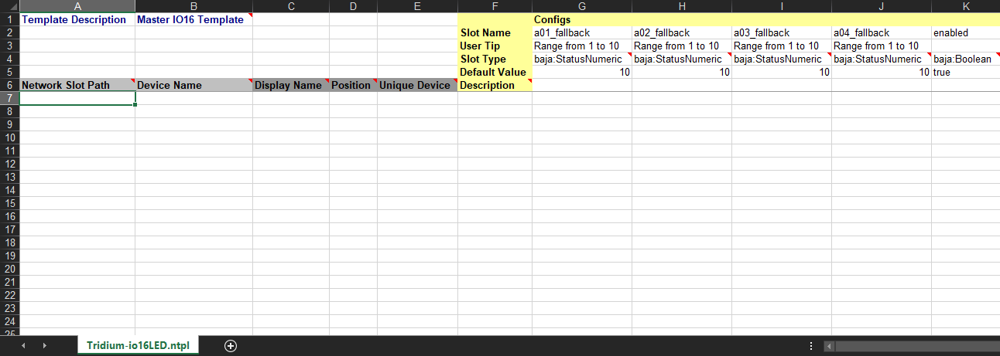 A B C D E F G H I J K
1 Template Description Master IO16 Template Configs
2 Slot Name a01_fallback a02_fallback a03_fallback a04_fallback enabled
3 User Tip Range from 1 to 10 Range from 1 to 10 Range from 1 to 10 Range from 1 to 10
4 Slot Type baja:StatusNumeric baja:StatusNumeric baja:StatusNumeric baja:StatusNumeric baja:Boolean
5 Default Value 10 10 10 10 true
6 Network Slot Path Device Name Display Name Position Unique Device Description
7
8
9
10
11
12
13
14
15
16
17
18
19
20
21
22
23
24
25
Tridium-io16LED.ntpl